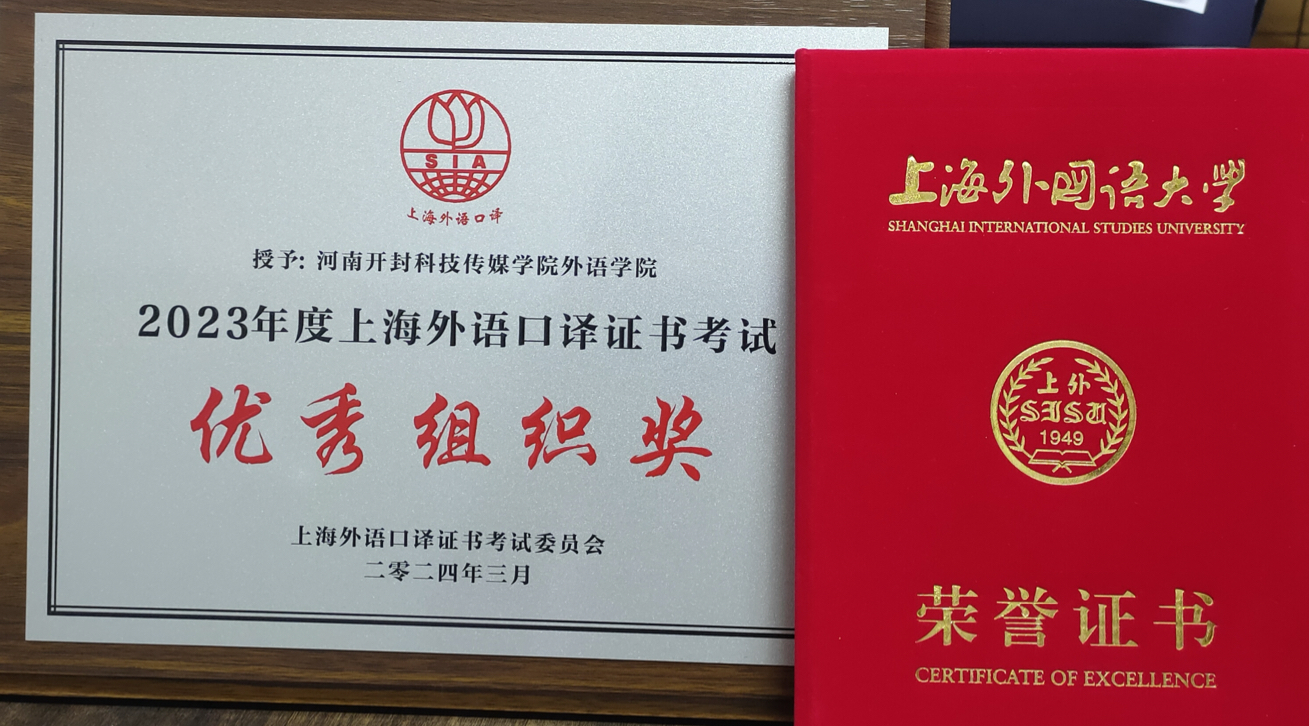 SIA
上海外语口译
授予: 河南开封科技传媒学院外语学院
2023年度上海外语口译证书考试
优秀组织奖
上海外语口译证书考试委员会
二零二四年三月
上海外国语大学
SHANGHAI INTERNATIONAL STUDIES UNIVERSITY
上外
SISU
1949
荣誉证书
CERTIFICATE OF EXCELLENCE